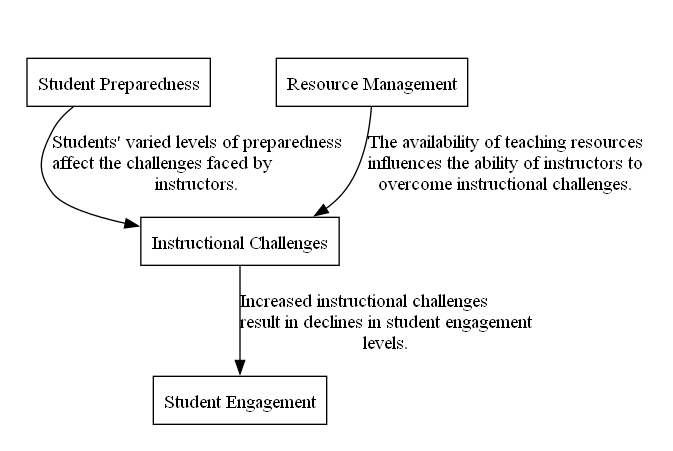 Student Preparedness
Resource Management
Students' varied levels of preparedness
affect the challenges faced by
instructors.
The availability of teaching resources
influences the ability of instructors to
overcome instructional challenges.
Instructional Challenges
Increased instructional challenges
result in declines in student engagement
levels.
Student Engagement